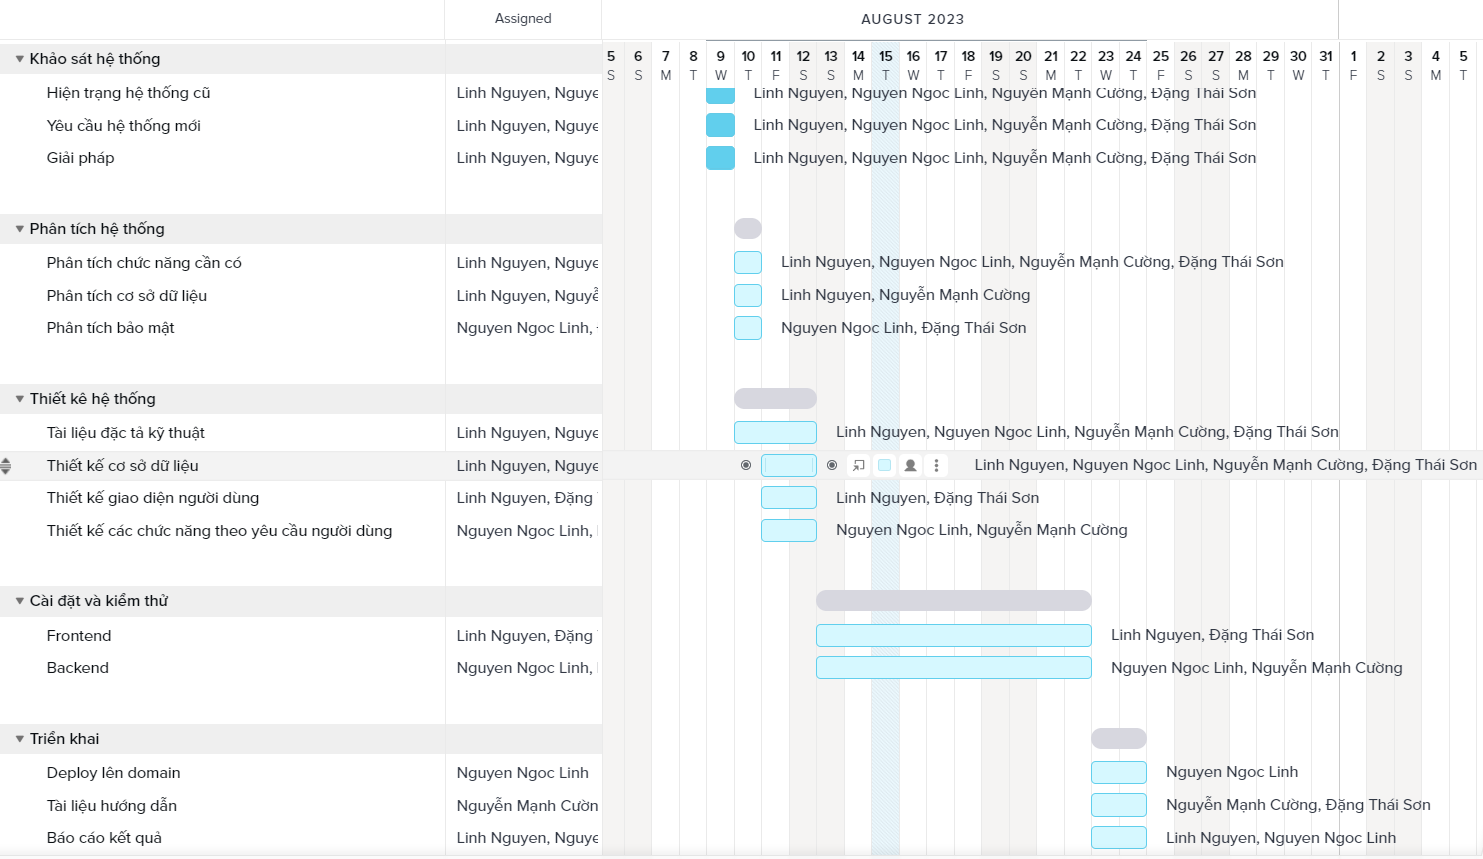 Assigned
AUGUST 2023
5 6 7 8 9 10 11 12 13 14 15 16 17 18 19 20 21 22 23 24 25 26 27 28 29 30 31 1 2 3 4 5
S S M T W T F S S M T W T F S S M T W T F S S M T W T F S S M T
Khảo sát hệ thống
Hiện trạng hệ thống cũ Linh Nguyen, Nguye Linh Nguyen, Nguyen Ngoc Linh, Nguyễn Mạnh Cường, Đặng Thái Sơn
Yêu cầu hệ thống mới Linh Nguyen, Nguye Linh Nguyen, Nguyen Ngoc Linh, Nguyễn Mạnh Cường, Đặng Thái Sơn
Giải pháp Linh Nguyen, Nguye Linh Nguyen, Nguyen Ngoc Linh, Nguyễn Mạnh Cường, Đặng Thái Sơn
Phân tích hệ thống
Phân tích chức năng cần có Linh Nguyen, Nguye Linh Nguyen, Nguyen Ngoc Linh, Nguyễn Mạnh Cường, Đặng Thái Sơn
Phân tích cơ sở dữ liệu Linh Nguyen, Nguyễ Linh Nguyen, Nguyễn Mạnh Cường
Phân tích bảo mật Nguyen Ngoc Linh, Nguyen Ngoc Linh, Đặng Thái Sơn
Thiết kê hệ thống
Tài liệu đặc tả kỹ thuật Linh Nguyen, Nguye Linh Nguyen, Nguyen Ngoc Linh, Nguyễn Mạnh Cường, Đặng Thái Sơn
Thiết kế cơ sở dữ liệu Linh Nguyen, Nguye Linh Nguyen, Nguyen Ngoc Linh, Nguyễn Mạnh Cường, Đặng Thái Sơn
Thiết kế giao diện người dùng Linh Nguyen, Đặng Linh Nguyen, Đặng Thái Sơn
Thiết kế các chức năng theo yêu cầu người dùng Nguyen Ngoc Linh, Nguyen Ngoc Linh, Nguyễn Mạnh Cường
Cài đặt và kiểm thử
Frontend Linh Nguyen, Đặng Linh Nguyen, Đặng Thái Sơn
Backend Nguyen Ngoc Linh, Nguyen Ngoc Linh, Nguyễn Mạnh Cường
Triển khai
Deploy lên domain Nguyen Ngoc Linh Nguyen Ngoc Linh
Tài liệu hướng dẫn Nguyễn Mạnh Cườn Nguyễn Mạnh Cường, Đặng Thái Sơn
Báo cáo kết quả Linh Nguyen, Nguye Linh Nguyen, Nguyen Ngoc Linh